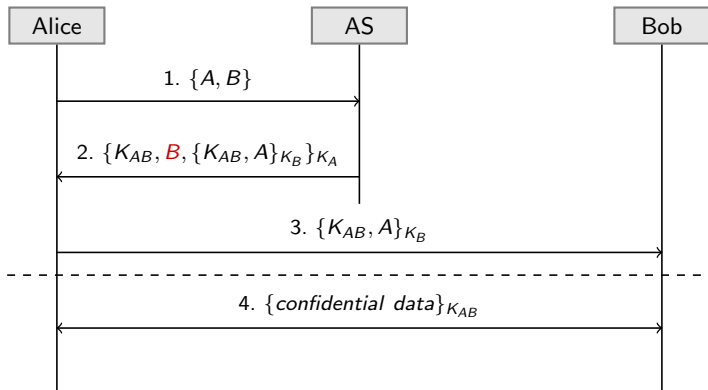 Alice AS Bob
1. {A, B}
2. {K_AB, B, {K_AB, A}_K_B}_K_A
3. {K_AB, A}_K_B
4. {confidential data}_K_AB